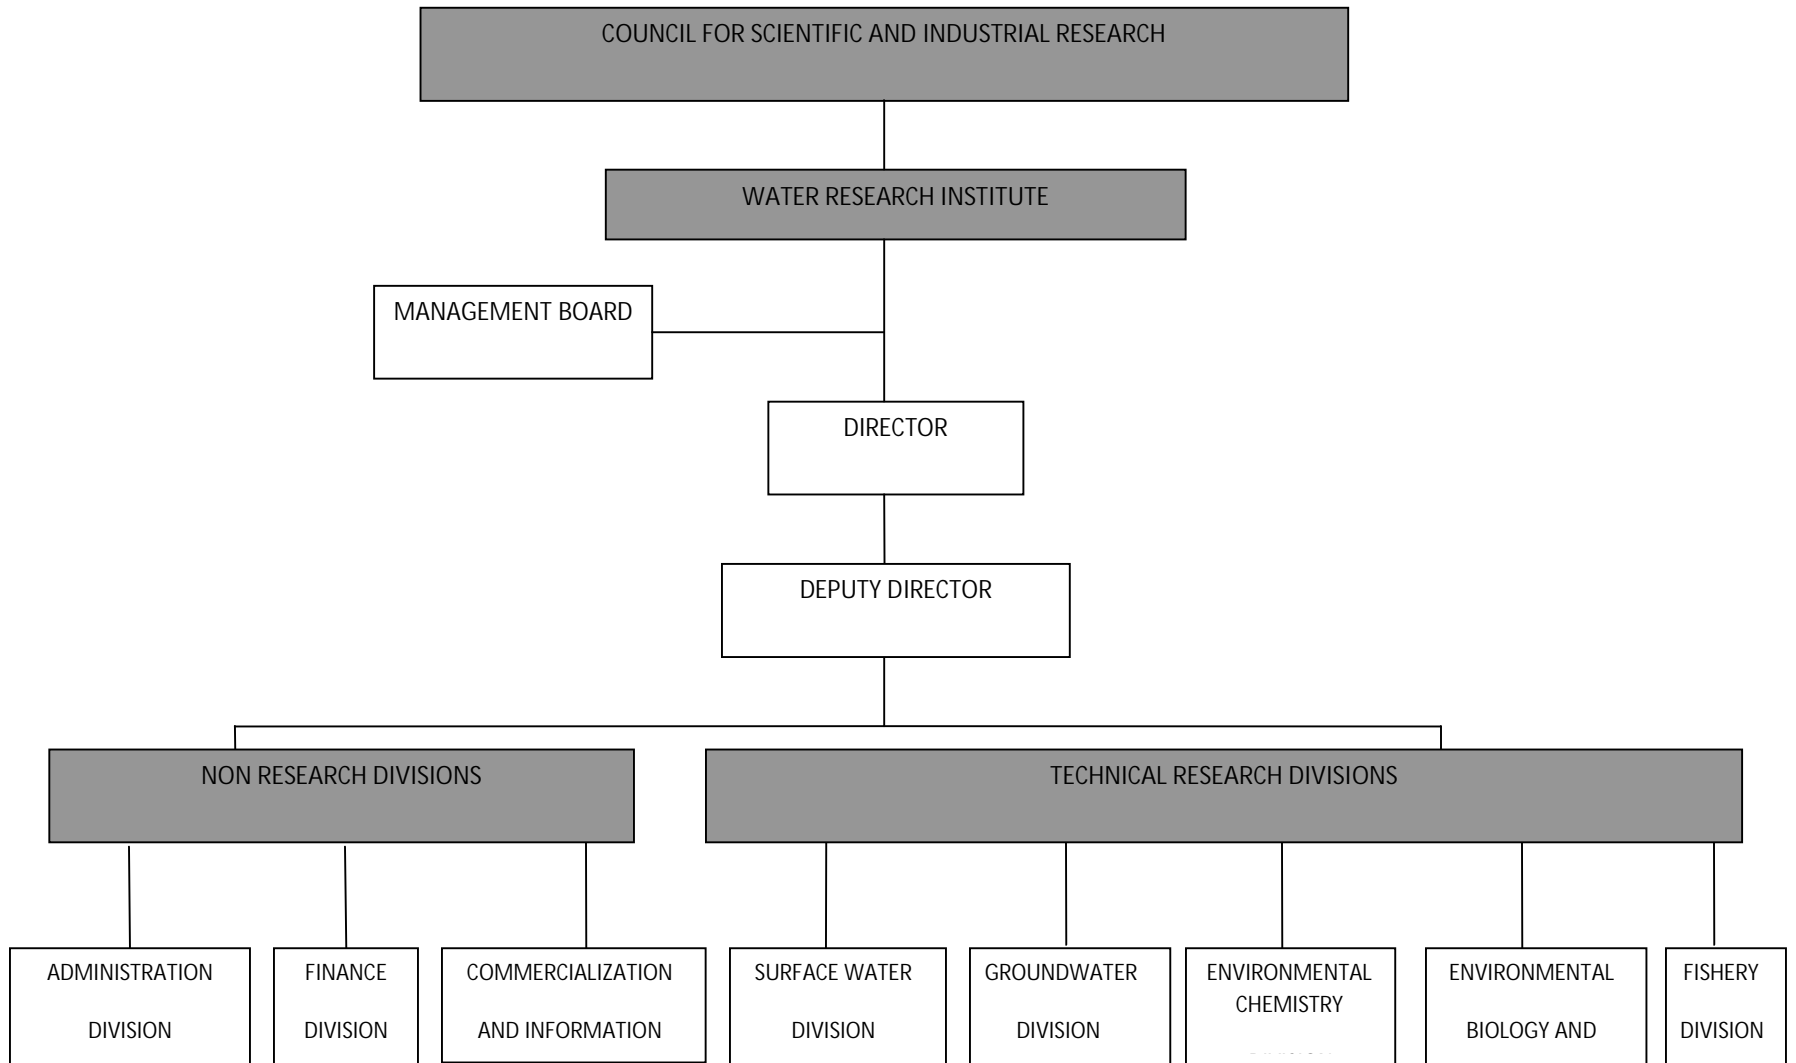 COUNCIL FOR SCIENTIFIC AND INDUSTRIAL RESEARCH
WATER RESEARCH INSTITUTE
MANAGEMENT BOARD
DIRECTOR
DEPUTY DIRECTOR
NON RESEARCH DIVISIONS
TECHNICAL RESEARCH DIVISIONS
ADMINISTRATION
DIVISION
FINANCE
DIVISION
COMMERCIALIZATION
AND INFORMATION
SURFACE WATER
DIVISION
GROUNDWATER
DIVISION
ENVIRONMENTAL
CHEMISTRY
ENVIRONMENTAL
BIOLOGY AND
FISHERY
DIVISION